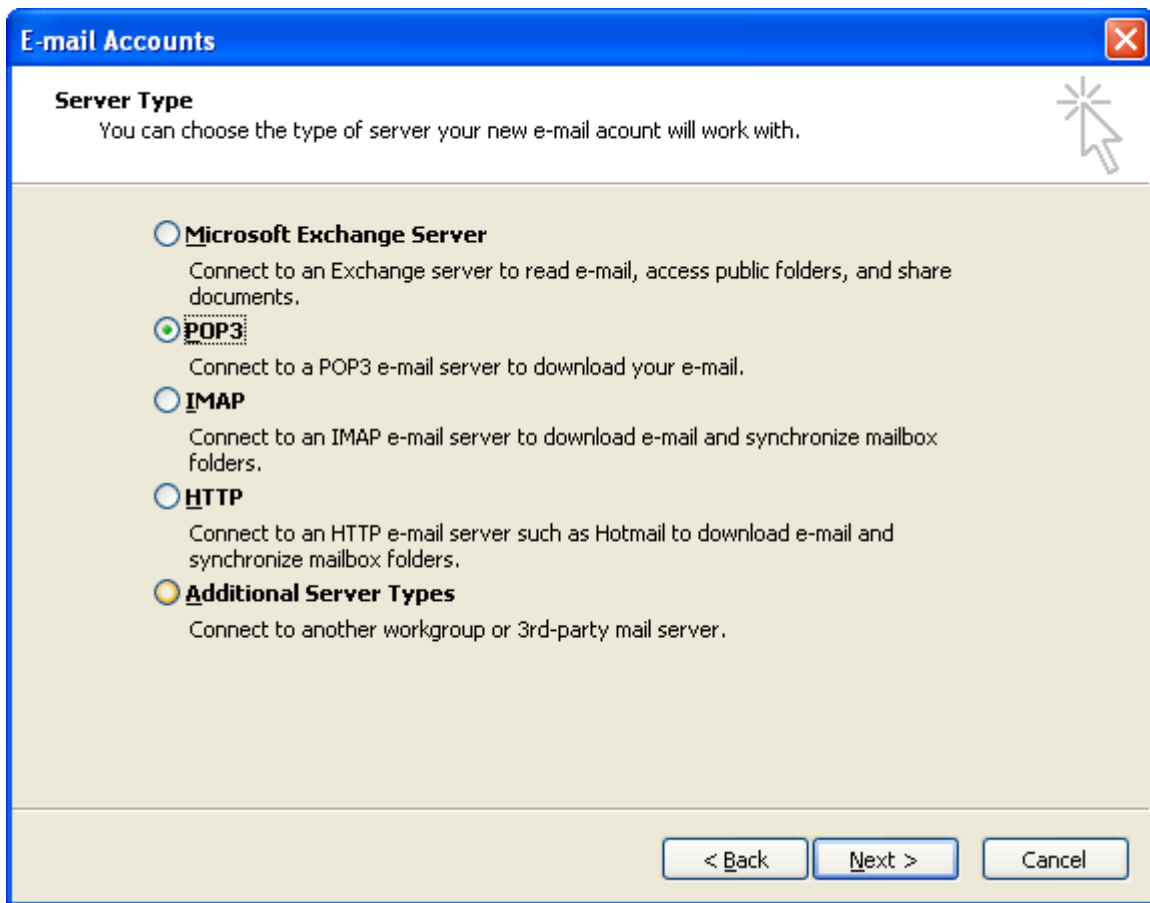 E-mail Accounts
Server Type
You can choose the type of server your new e-mail acount will work with.
Microsoft Exchange Server
Connect to an Exchange server to read e-mail, access public folders, and share
documents.
POP3
Connect to a POP3 e-mail server to download your e-mail.
IMAP
Connect to an IMAP e-mail server to download e-mail and synchronize mailbox
folders.
HTTP
Connect to an HTTP e-mail server such as Hotmail to download e-mail and
synchronize mailbox folders.
Additional Server Types
Connect to another workgroup or 3rd-party mail server.
< Back Next > Cancel